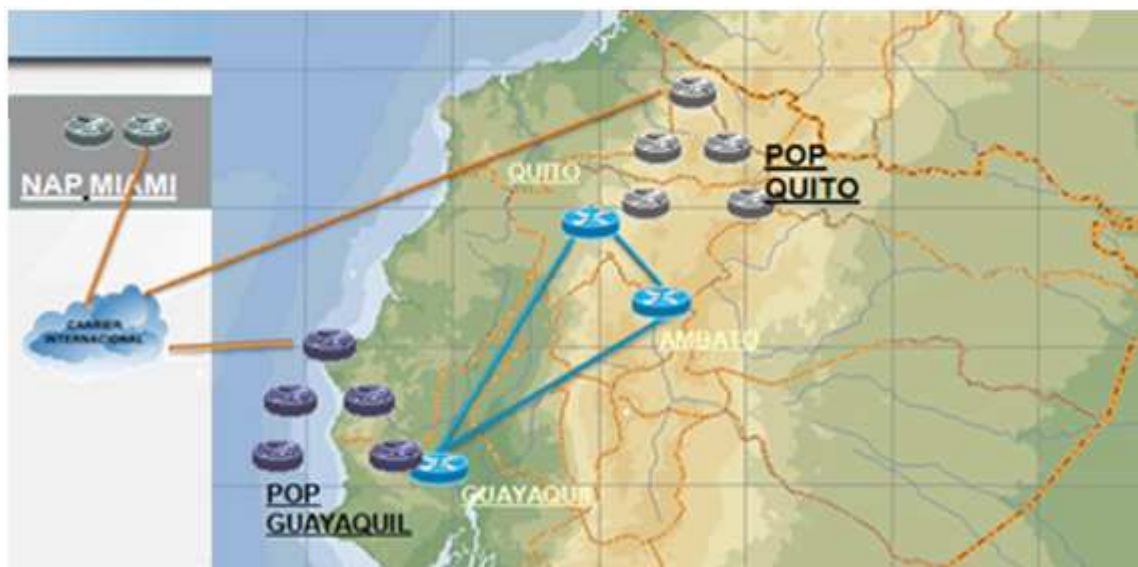 NAP MIAMI
QUITO
POP
QUITO
CARRIER
INTERNACIONAL
AMBATO
GUAYAQUIL
POP
GUAYAQUIL